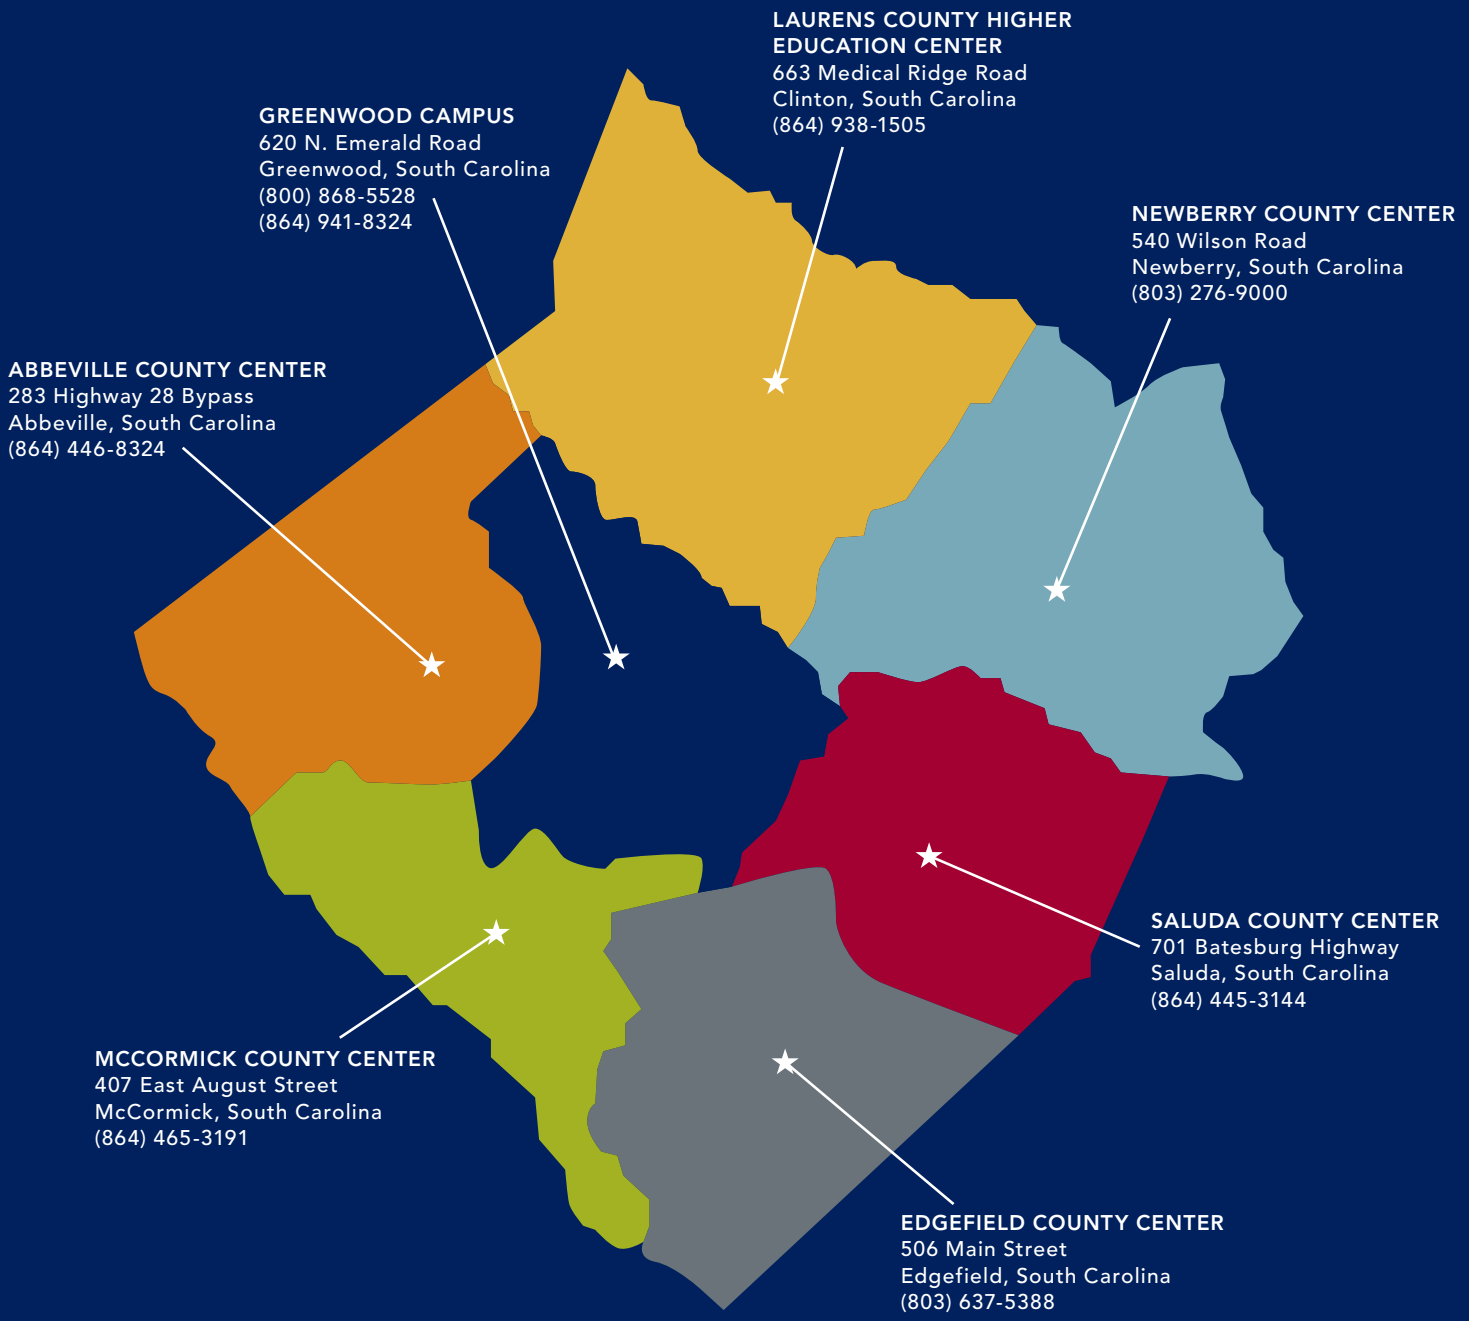 LAURENS COUNTY HIGHER
EDUCATION CENTER
663 Medical Ridge Road
Clinton, South Carolina
(864) 938-1505
GREENWOOD CAMPUS
620 N. Emerald Road
Greenwood, South Carolina
(800) 868-5528
(864) 941-8324
NEWBERRY COUNTY CENTER
540 Wilson Road
Newberry, South Carolina
(803) 276-9000
ABBEVILLE COUNTY CENTER
283 Highway 28 Bypass
Abbeville, South Carolina
(864) 446-8324
SALUDA COUNTY CENTER
701 Batesburg Highway
Saluda, South Carolina
(864) 445-3144
MCCORMICK COUNTY CENTER
407 East August Street
McCormick, South Carolina
(864) 465-3191
EDGEFIELD COUNTY CENTER
506 Main Street
Edgefield, South Carolina
(803) 637-5388